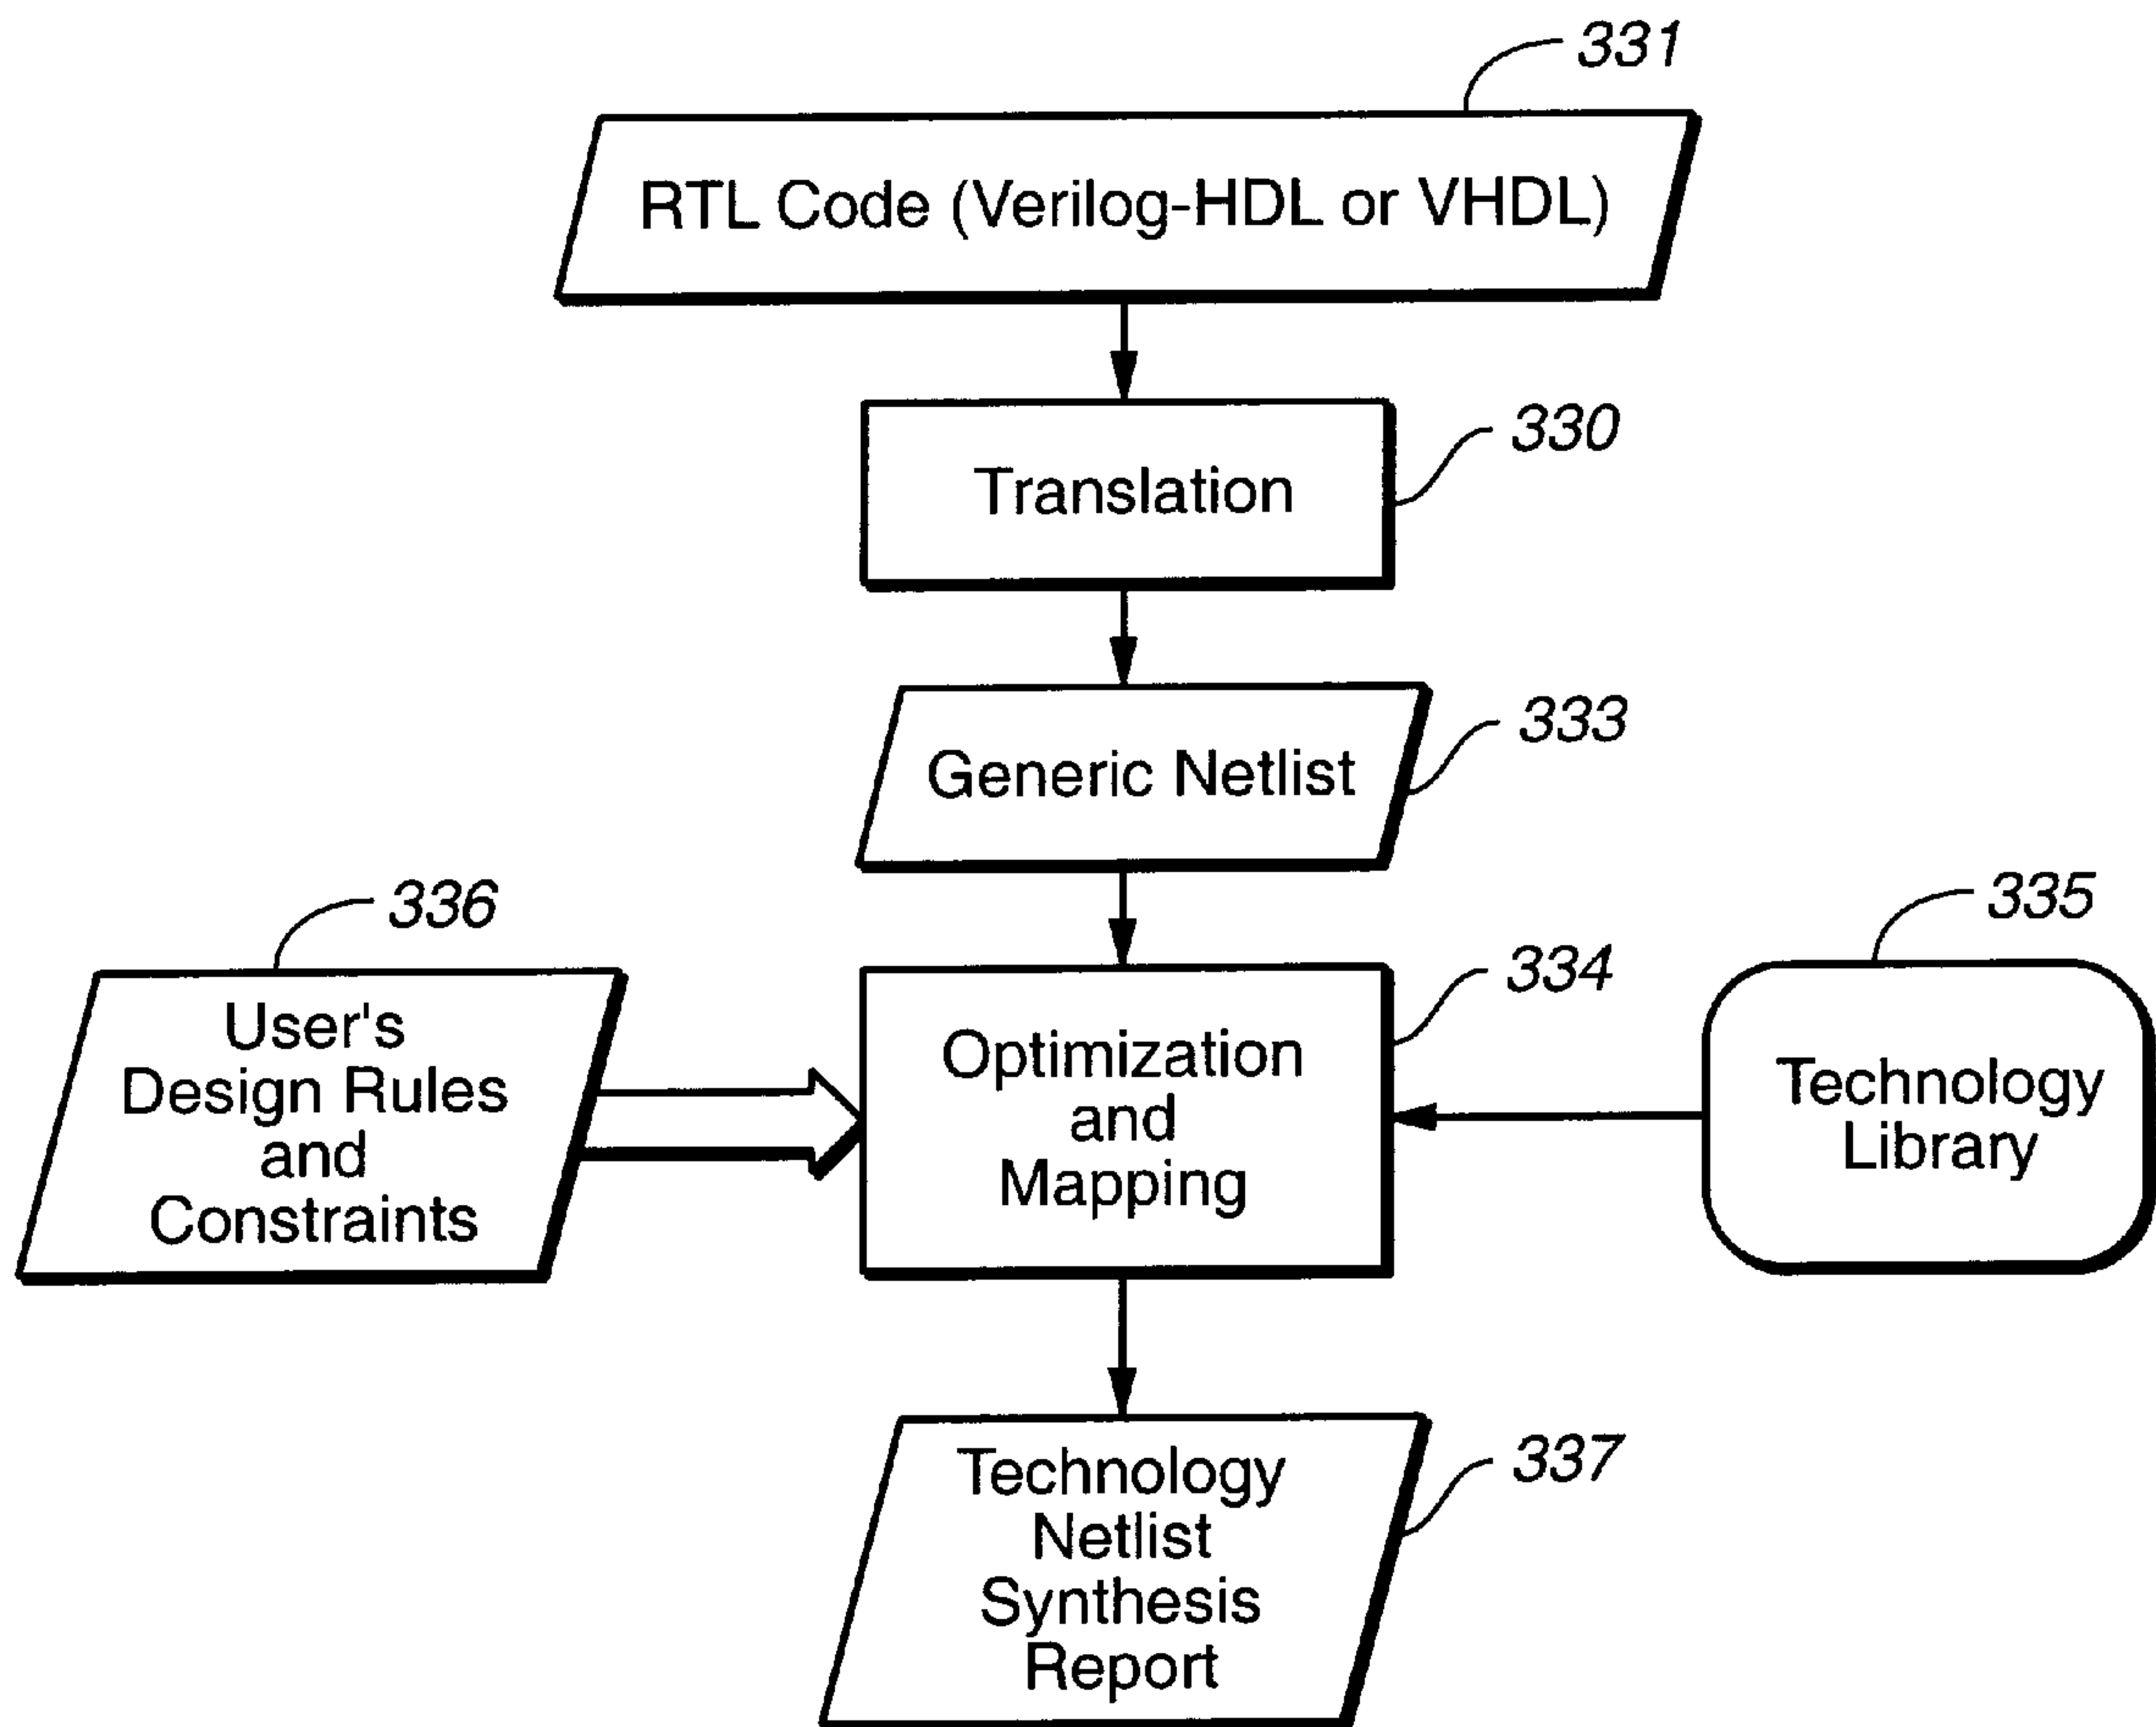 331
RTL Code (Verilog-HDL or VHDL)
330
Translation
333
Generic Netlist
336
User's
Design Rules
and
Constraints
334
Optimization
and
Mapping
335
Technology
Library
337
Technology
Netlist
Synthesis
Report